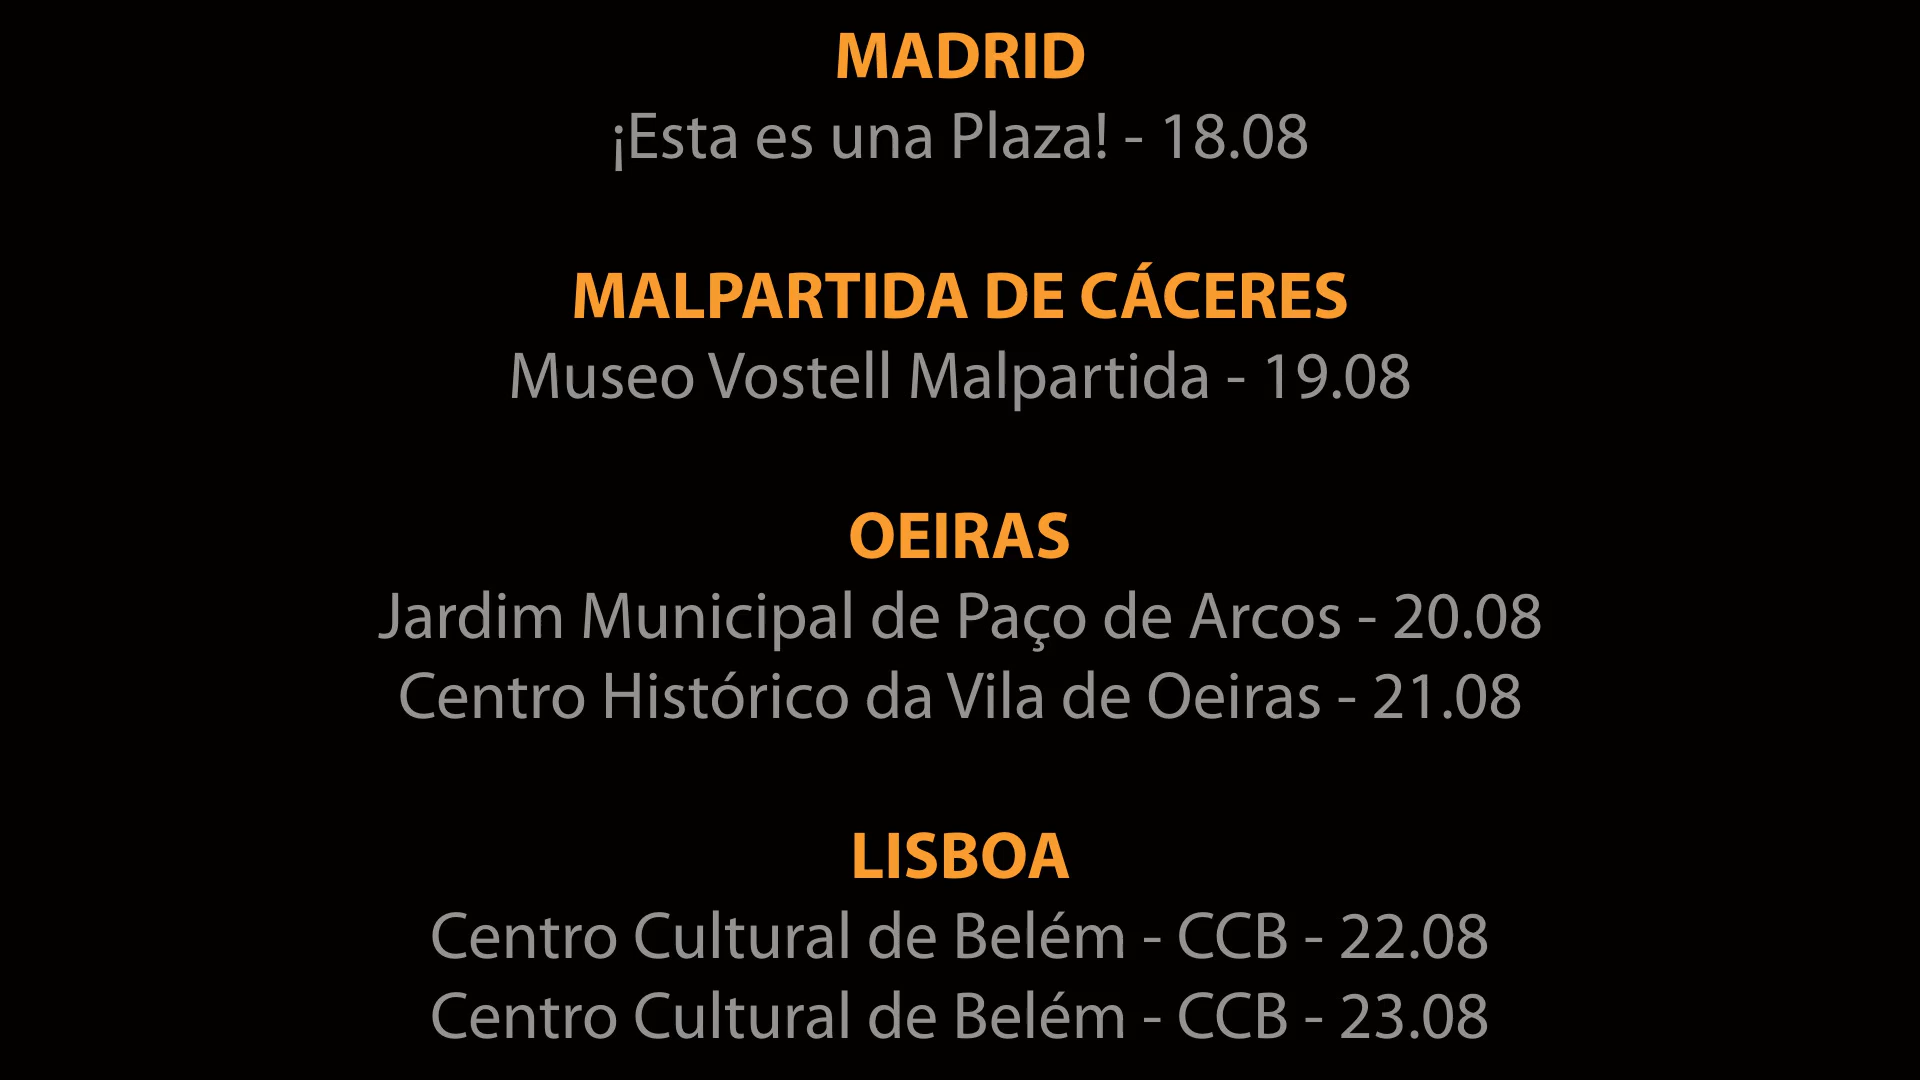 MADRID
¡Esta es una Plaza! - 18.08
MALPARTIDA DE CÁCERES
Museo Vostell Malpartida - 19.08
OEIRAS
Jardim Municipal de Paço de Arcos - 20.08
Centro Histórico da Vila de Oeiras - 21.08
LISBOA
Centro Cultural de Belém - CCB - 22.08
Centro Cultural de Belém - CCB - 23.08